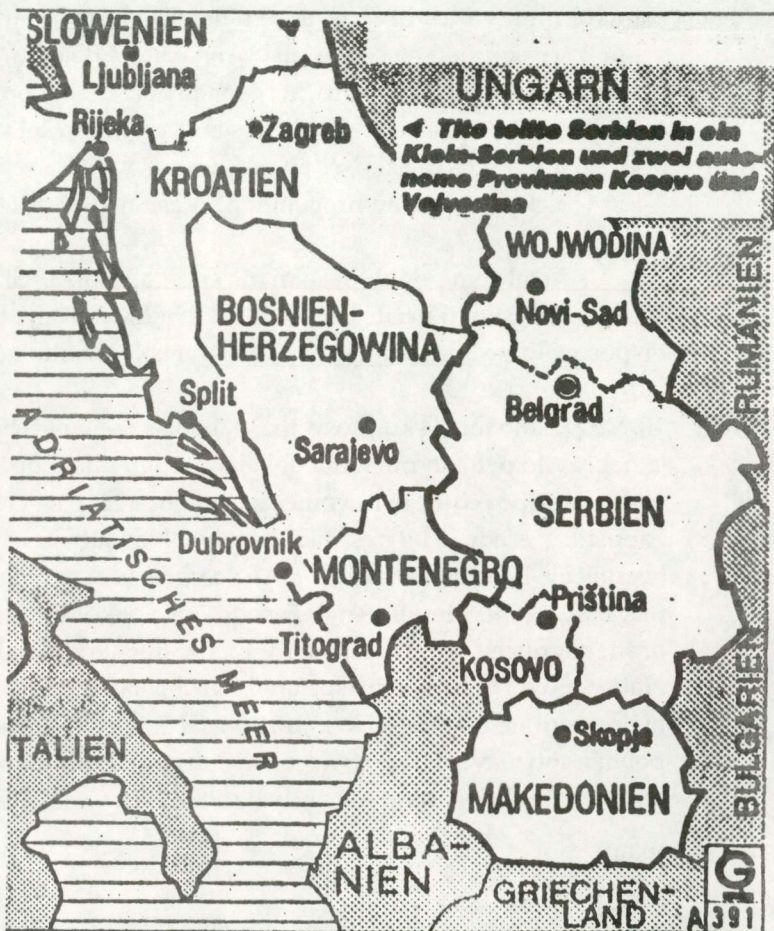 SLOWENIEN
Ljubljana
UNGARN
Rijeka
Zagreb
◄ Tito teilte Serbien in ein
Klein-Serbien und zwei auto-
nome Provinzen Kosovo und
Vojvodina
KROATIEN
WOJWODINA
RUMÄNIEN
Novi-Sad
BOSNIEN-
HERZEGOWINA
Belgrad
Split
Sarajevo
ADRIATISCHES MEER
SERBIEN
Dubrovnik
MONTENEGRO
Priština
Titograd
KOSOVO
BULGARIEN
ITALIEN
Skopje
MAKEDONIEN
ALBA-
NIEN
GRIECHEN-
LAND
G
A 391